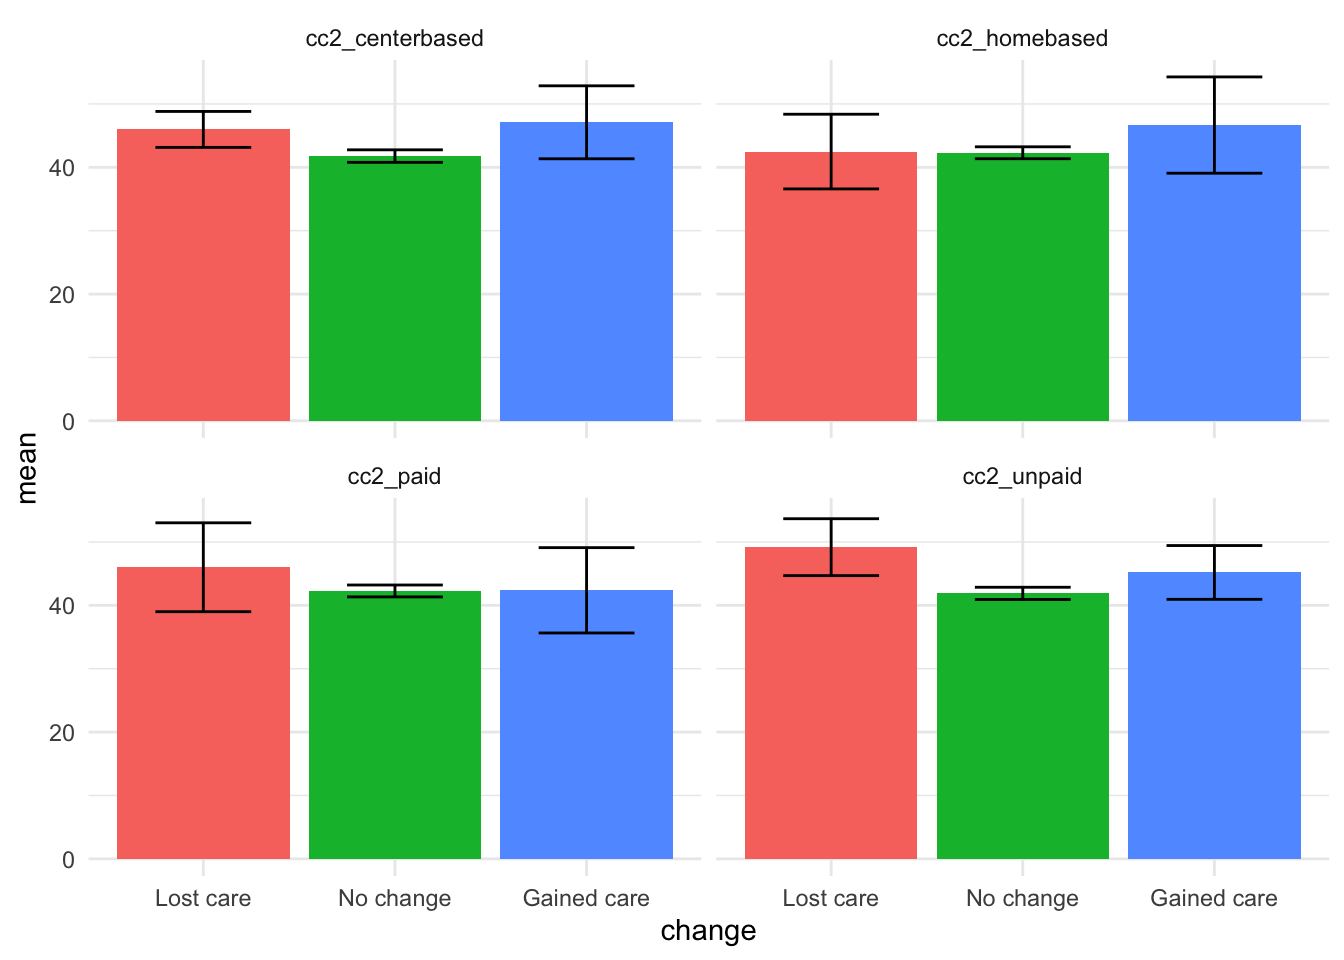 cc2_centerbased
cc2_homebased
40
20
0
mean
cc2_paid
cc2_unpaid
40
20
0
Lost care
No change
Gained care
Lost care
No change
Gained care
change